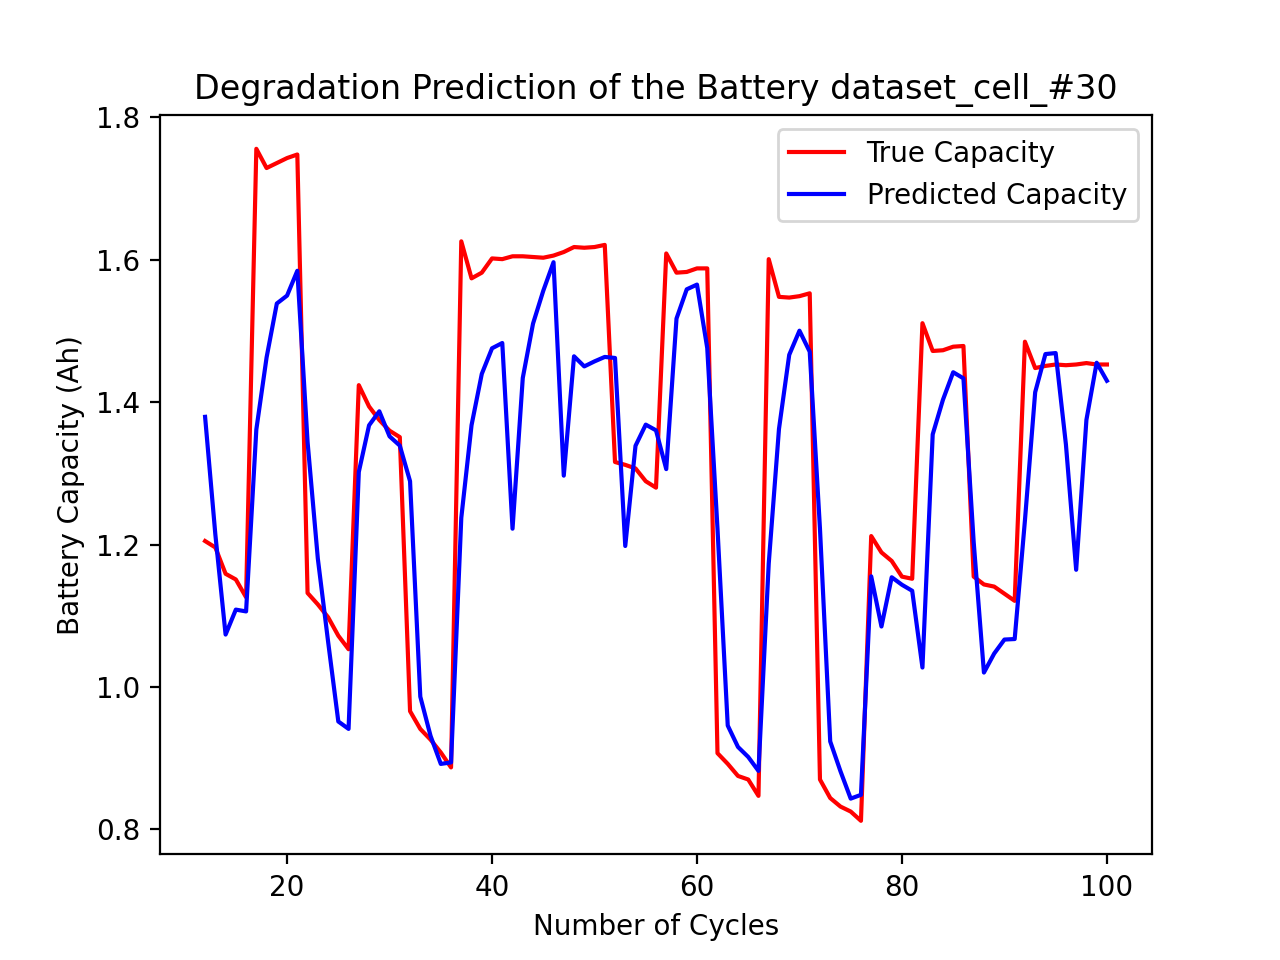 Degradation Prediction of the Battery dataset_cell_#30
True Capacity
Predicted Capacity
Battery Capacity (Ah)
1.8
1.6
1.4
1.2
1.0
0.8
20 40 60 80 100
Number of Cycles